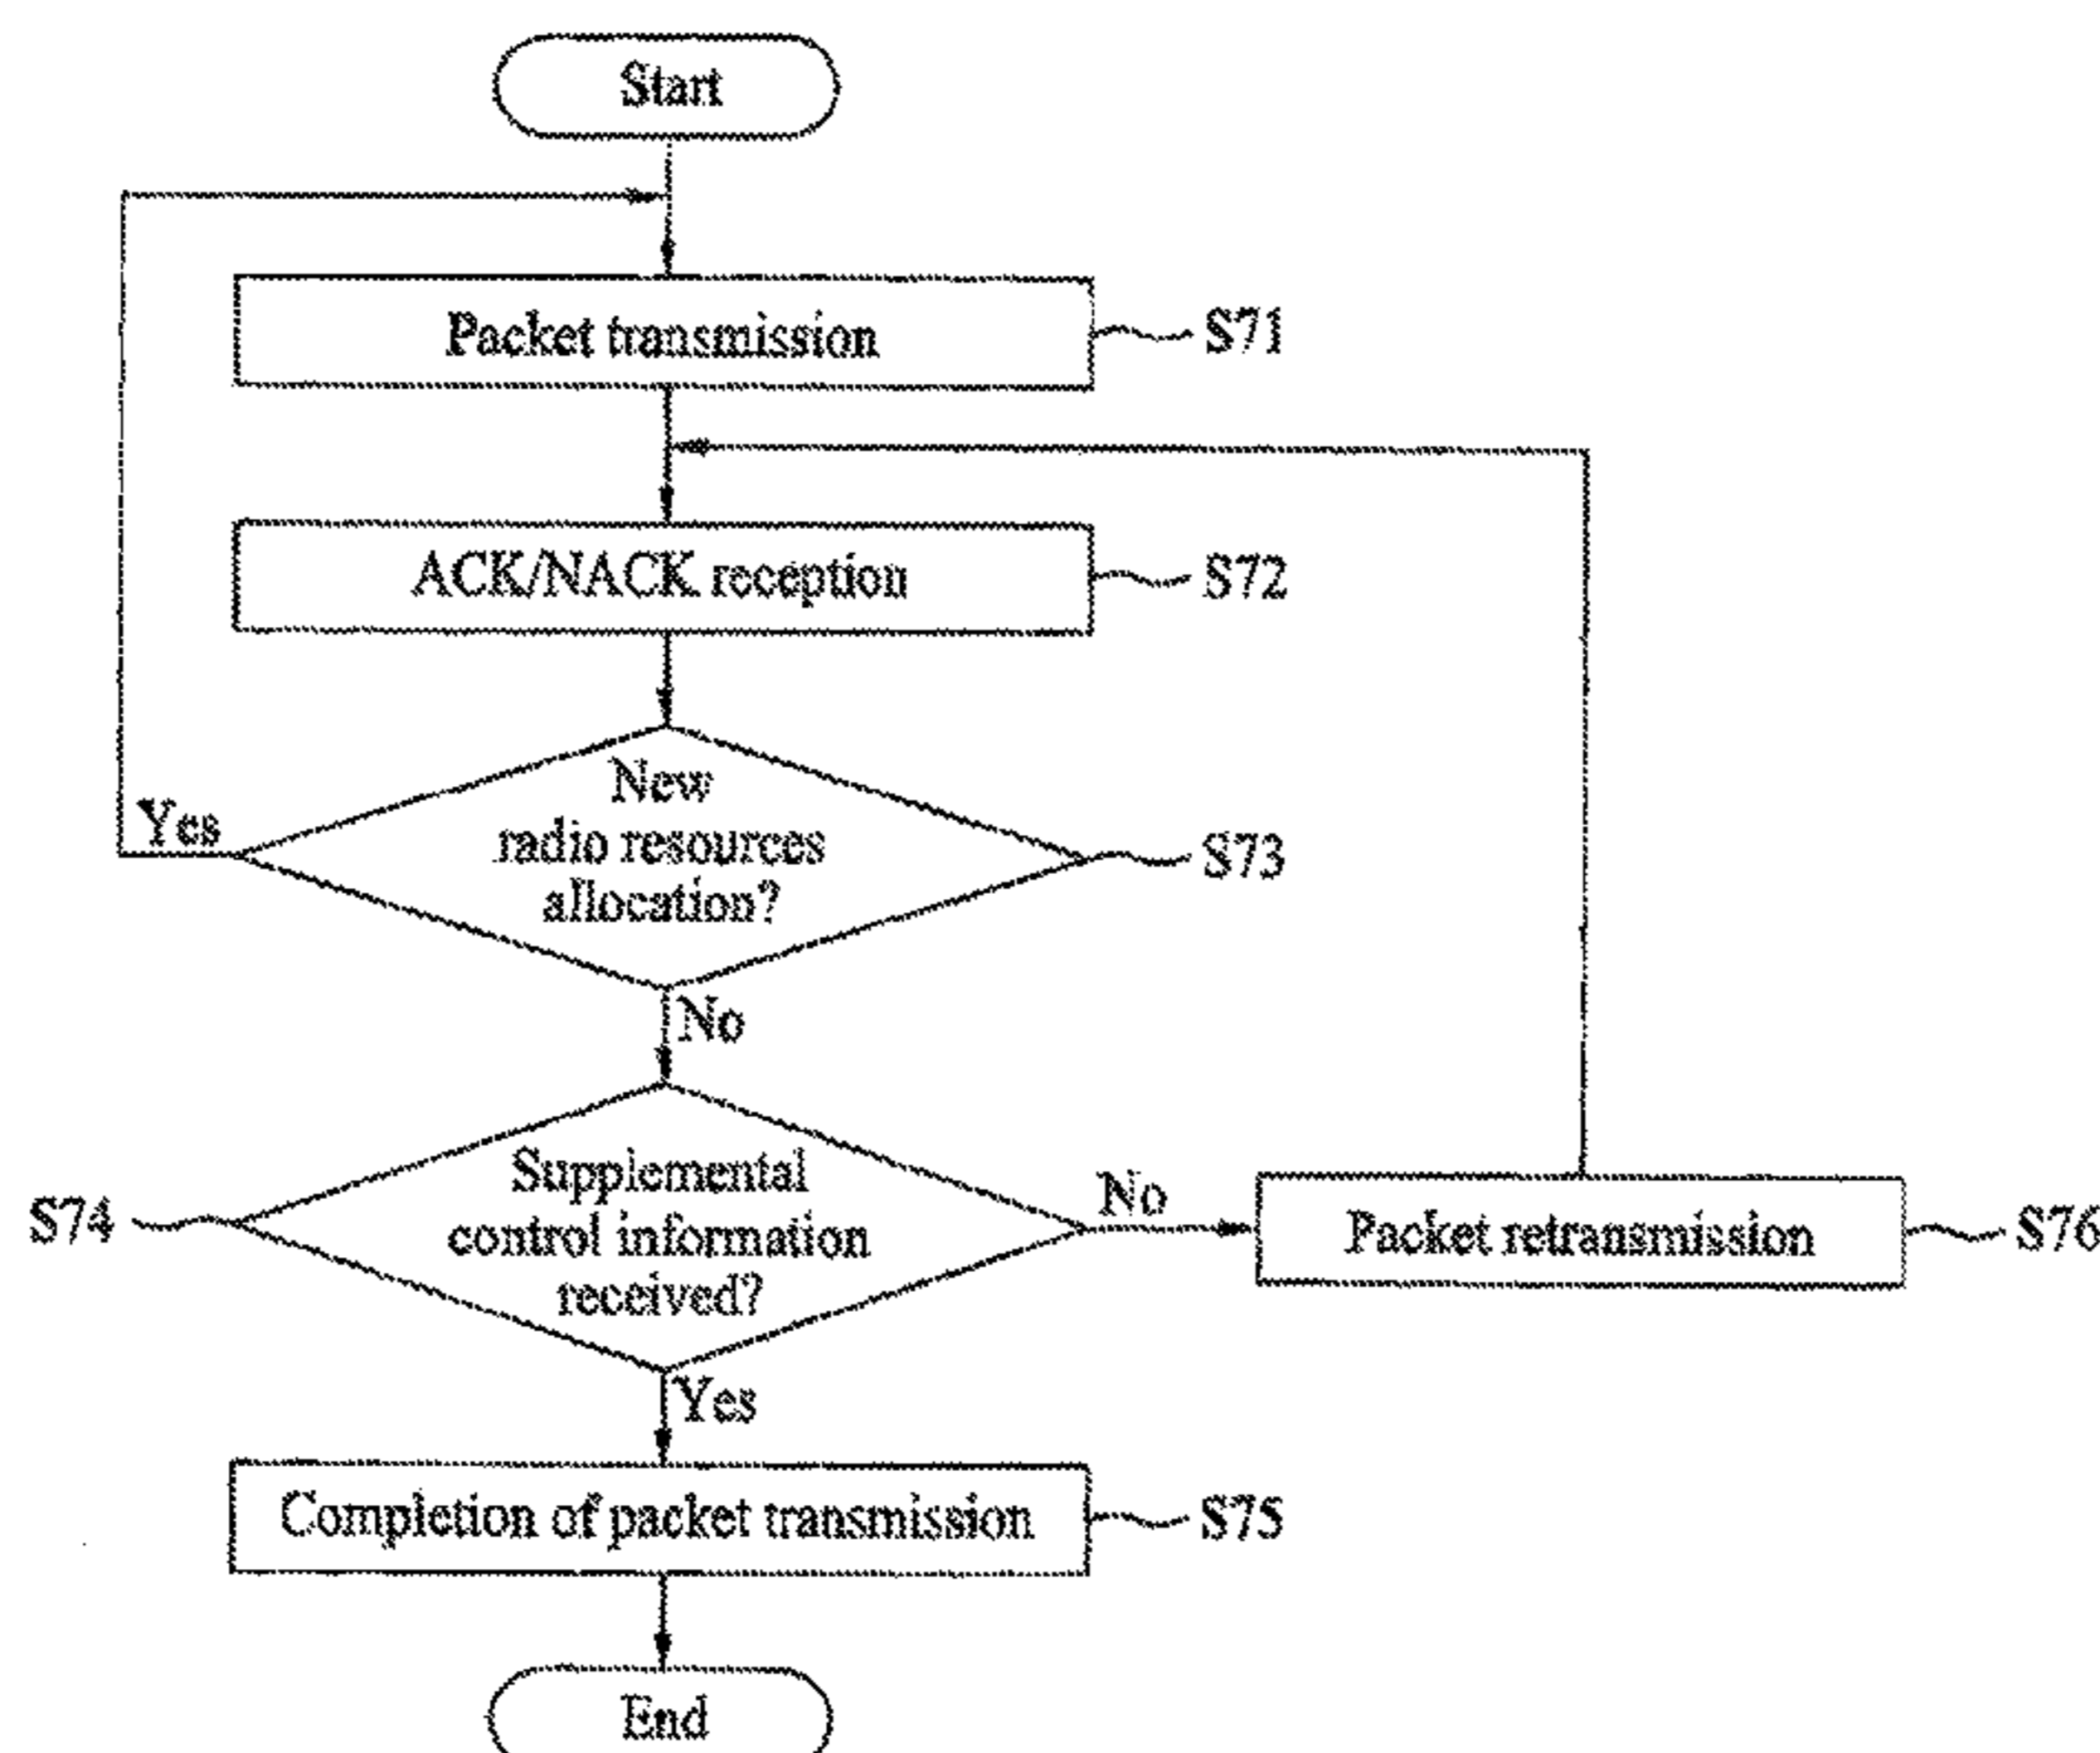 Start
Packet transmission
S71
ACK/NACK reception
S72
New
radio resources
allocation?
S73
Yes
No
Supplemental
control information
received?
S74
No
Packet retransmission
S76
Yes
Completion of packet transmission
S75
End